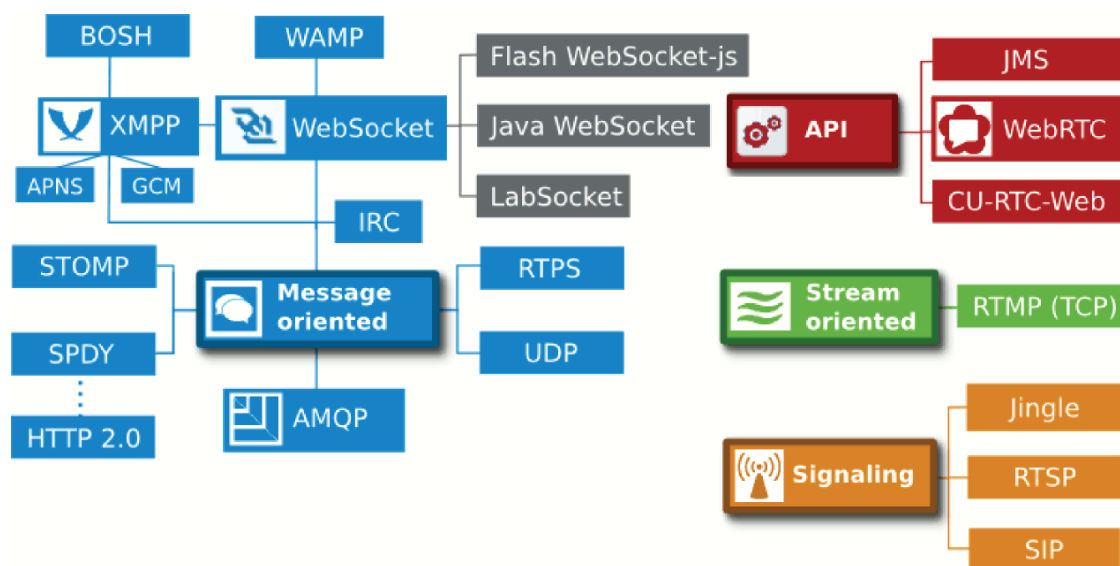 BOSH
WAMP
XMPP
WebSocket
APNS
GCM
IRC
Flash WebSocket-js
Java WebSocket
LabSocket
STOMP
SPDY
HTTP 2.0
Message
oriented
RTPS
UDP
AMQP
API
JMS
WebRTC
CU-RTC-Web
Stream
oriented
RTMP (TCP)
Signaling
Jingle
RTSP
SIP